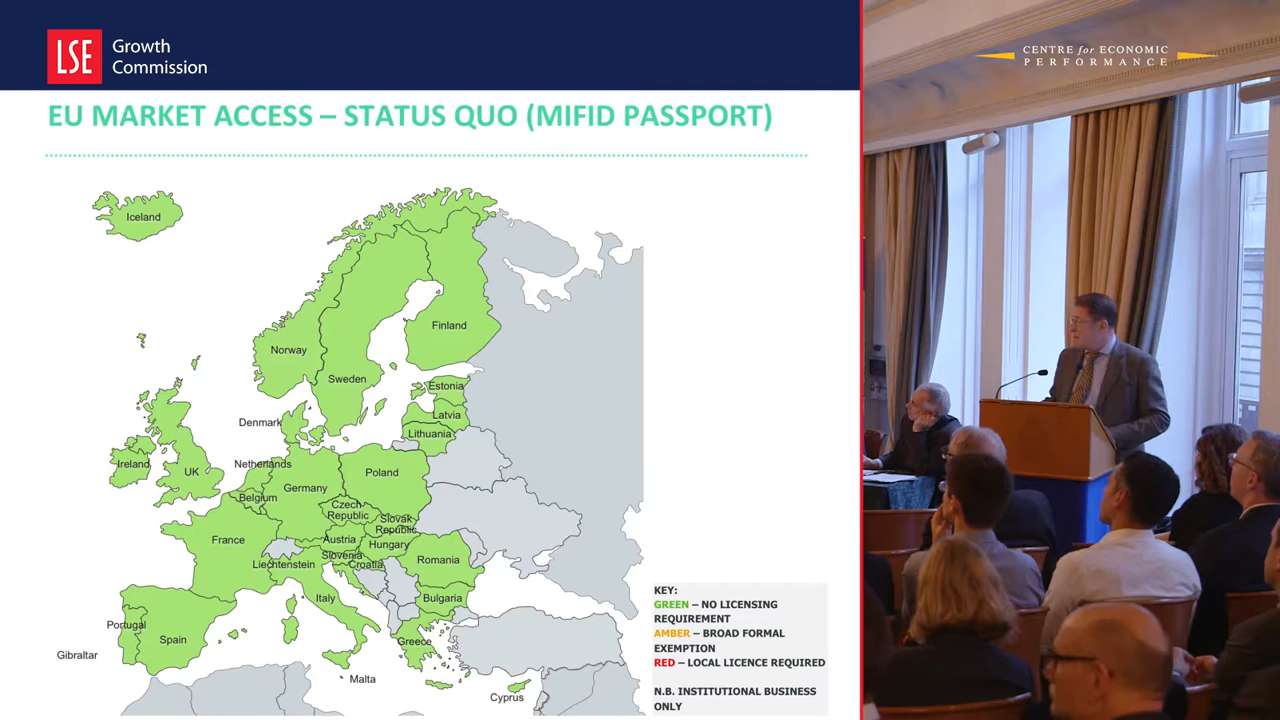 LSE
Growth
Commission
CENTRE for ECONOMIC
PERFORMANCE
EU MARKET ACCESS – STATUS QUO (MIFID PASSPORT)
Iceland
Finland
Norway
Sweden
Estonia
Latvia
Denmark
Lithuania
Ireland
UK
Netherlands
Poland
Germany
Belgium
Czech
Republic
Slovak
Republic
France
Austria
Hungary
Slovenia
Romania
Liechtenstein
Croatia
Italy
Bulgaria
Portugal
Spain
Greece
Gibraltar
Malta
Cyprus
KEY:
GREEN – NO LICENSING
REQUIREMENT
AMBER – BROAD FORMAL
EXEMPTION
RED – LOCAL LICENCE REQUIRED
N.B. INSTITUTIONAL BUSINESS
ONLY